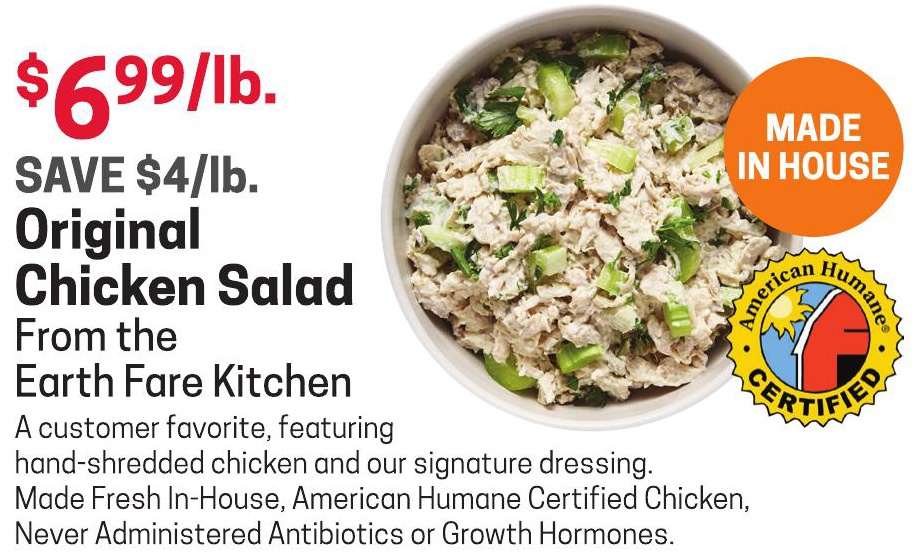 $6.99/lb.
SAVE $4/lb.
Original
Chicken Salad
From the
Earth Fare Kitchen
A customer favorite, featuring
hand-shredded chicken and our signature dressing.
Made Fresh In-House, American Humane Certified Chicken,
Never Administered Antibiotics or Growth Hormones.
MADE
IN HOUSE
American Humane®
CERTIFIED